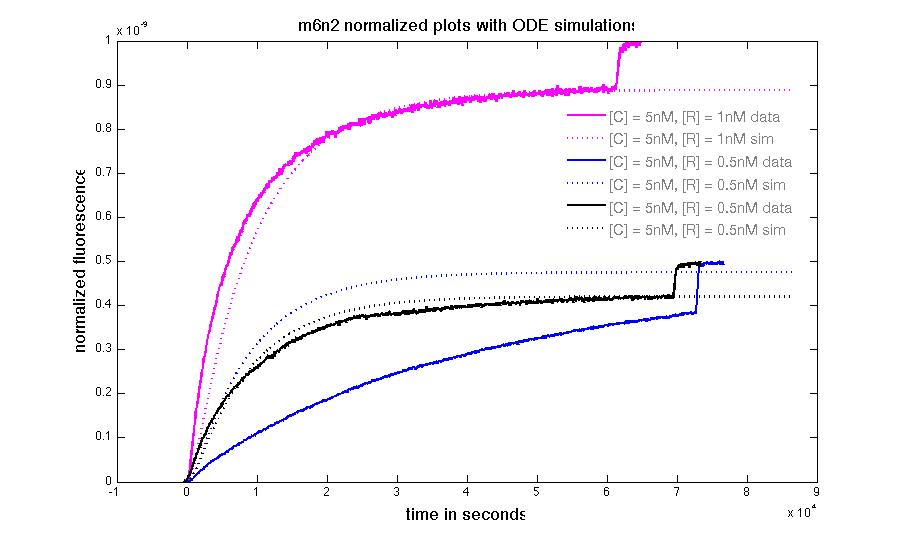 m6n2 normalized plots with ODE simulations
x 10⁻⁹
1
0.9
0.8
0.7
0.6
0.5
0.4
0.3
0.2
0.1
0
normalized fluorescence
[C] = 5nM, [R] = 1nM data
[C] = 5nM, [R] = 1nM sim
[C] = 5nM, [R] = 0.5nM data
[C] = 5nM, [R] = 0.5nM sim
[C] = 5nM, [R] = 0.5nM data
[C] = 5nM, [R] = 0.5nM sim
-1 0 1 2 3 4 5 6 7 8 9
x 10⁴
time in seconds